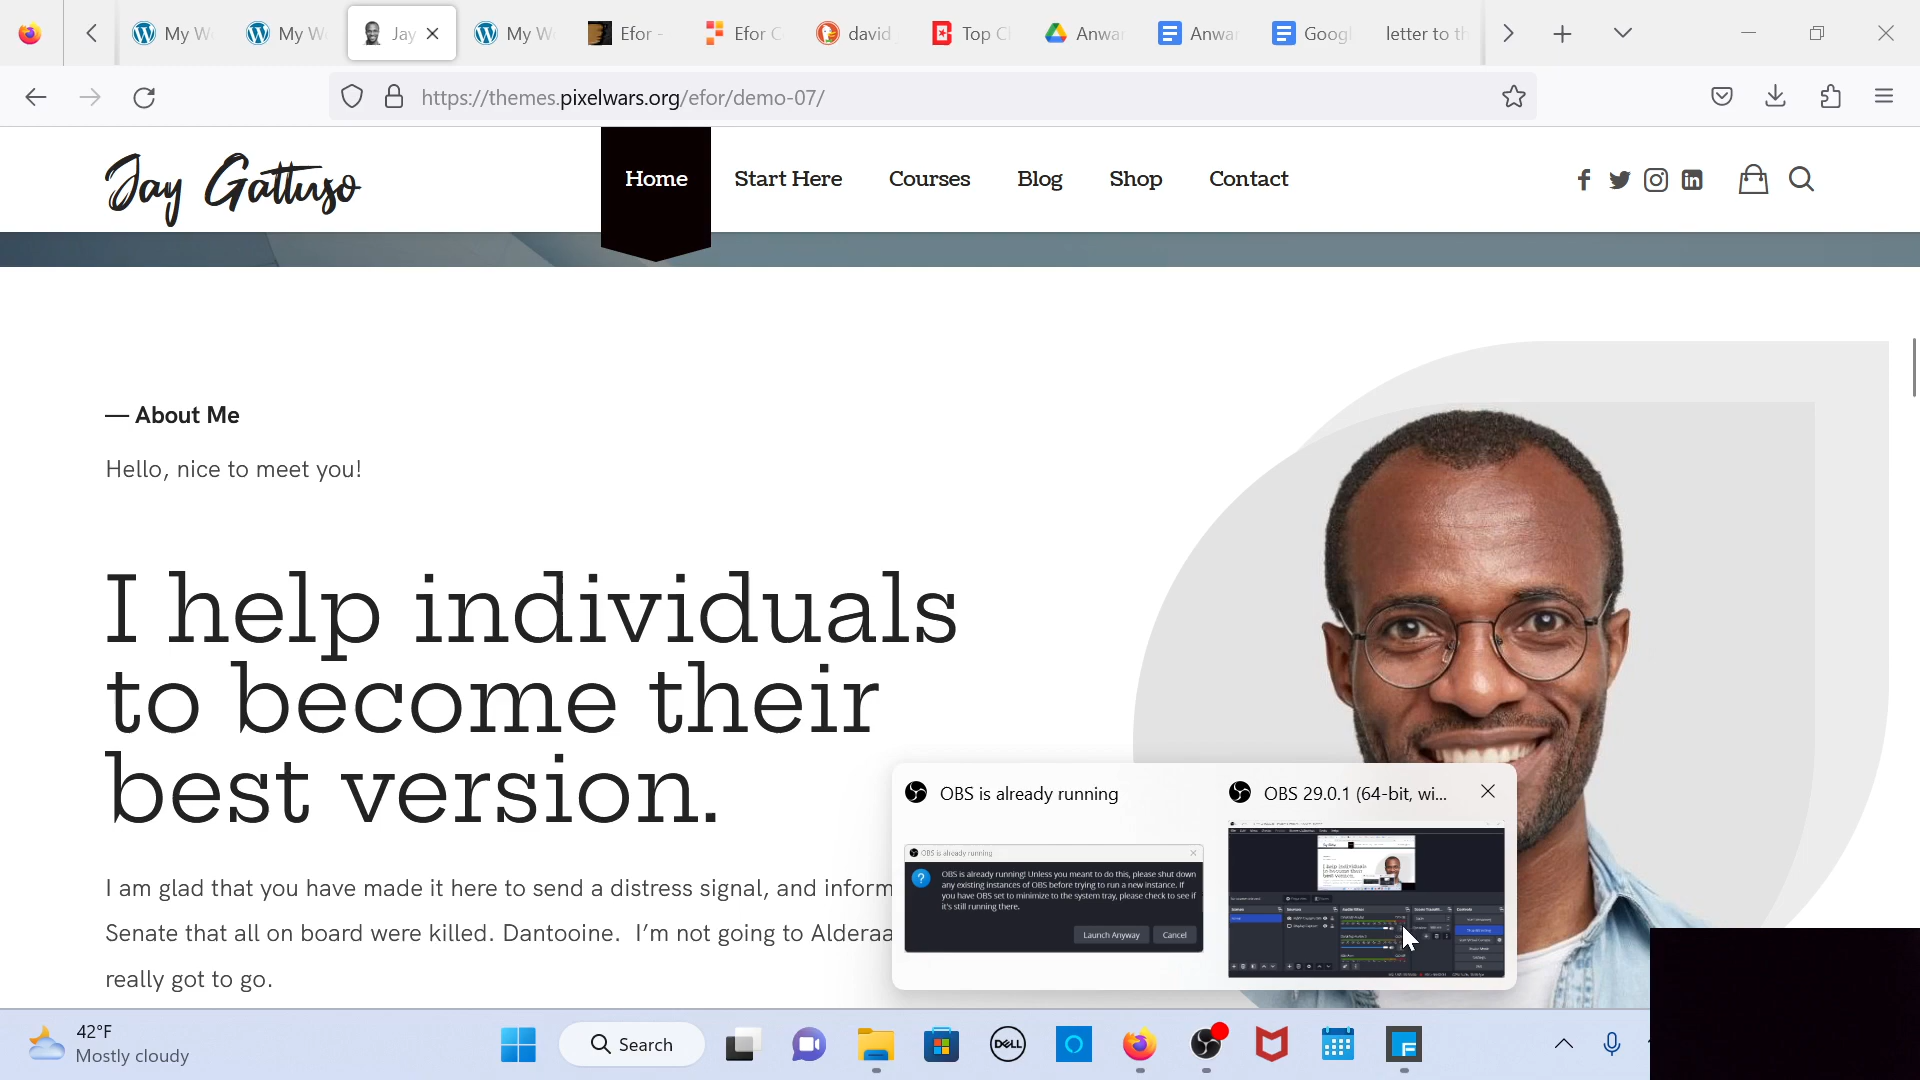 My W
My W
Jay
My W
Efor -
Efor C
david
Top Cl
Anwar
Anwar
Googl
letter to th
https://themes.pixelwars.org/efor/demo-07/
Jay Gattuso
Home
Start Here
Courses
Blog
Shop
Contact
— About Me
Hello, nice to meet you!
I help individuals
to become their
best version.
I am glad that you have made it here to send a distress signal, and inform
Senate that all on board were killed. Dantooine. I'm not going to Alderaa
really got to go.
OBS is already running
OBS 29.0.1 (64-bit, wi...
OBS is already running
OBS is already running! Unless you meant to do this, please shut down
any existing instances of OBS before trying to run a new instance. If
you have OBS set to minimize to the system tray, please check to see if
it's still running there.
Launch Anyway
Cancel
42°F
Mostly cloudy
Search
DELL